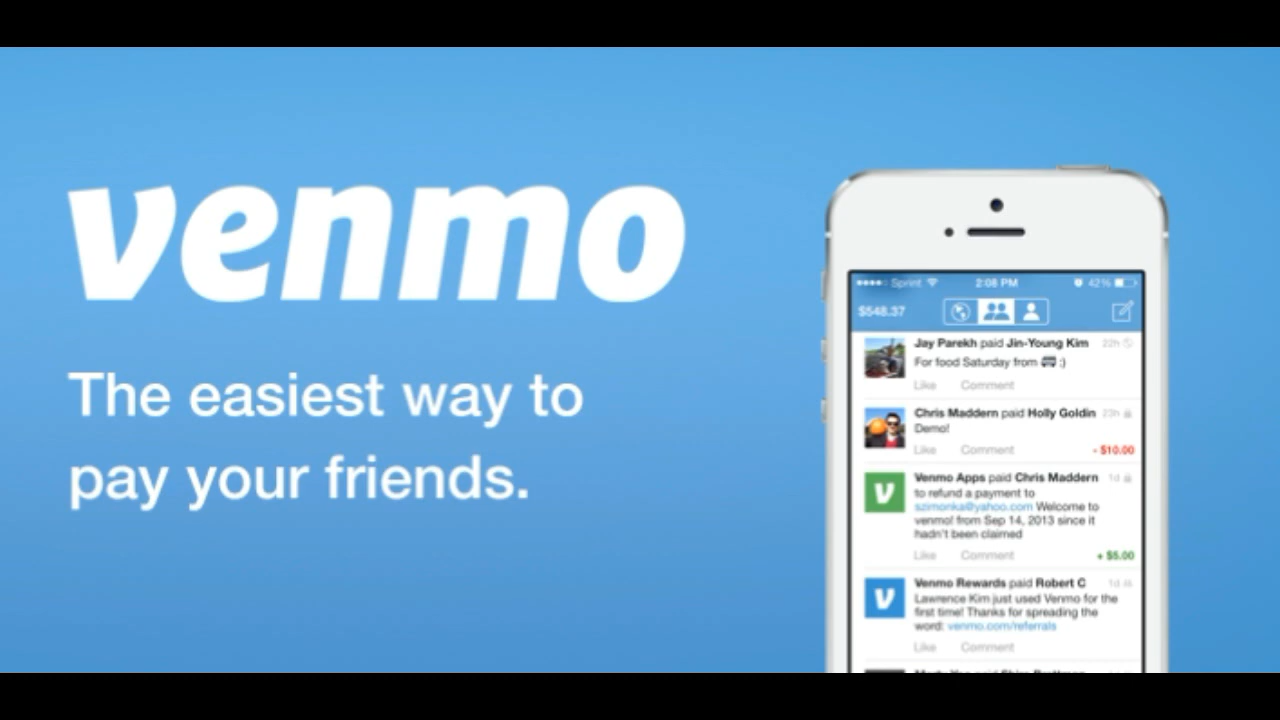 venmo
The easiest way to
pay your friends.
Sprint 2:08 PM 42%
$548.37
Jay Parekh paid Jin-Young Kim 22h
For food Saturday from :)
Like Comment
Chris Maddern paid Holly Goldin 23h
Demo!
Like Comment - $10.00
Venmo Apps paid Chris Maddern 1d
to refund a payment to
szimonka@yahoo.com Welcome to
venmo! from Sep 14, 2013 since it
hadn't been claimed
Like Comment + $5.00
Venmo Rewards paid Robert C 1d
Lawrence Kim just used Venmo for the
first time! Thanks for spreading the
word: venmo.com/referrals
Like Comment